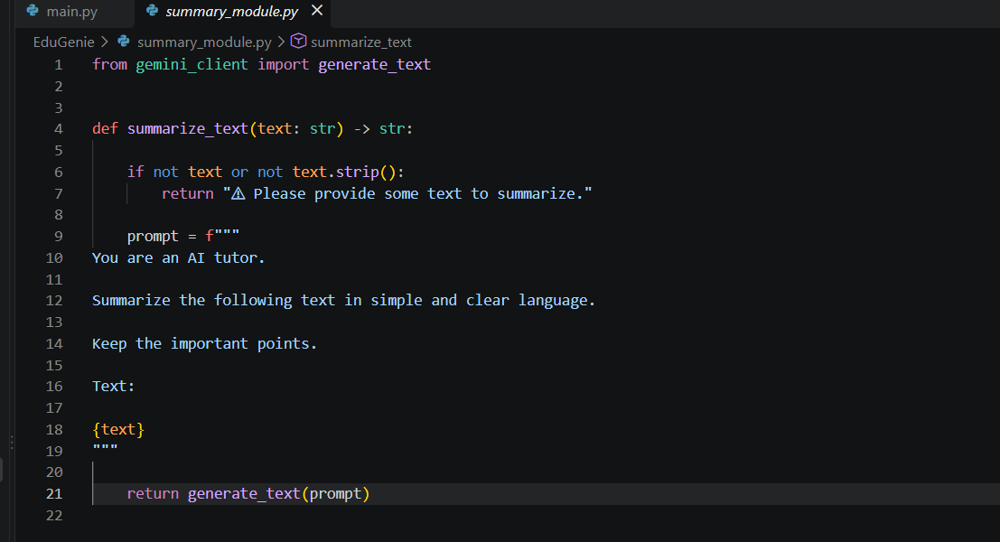 main.py summary_module.py ×
EduGenie > summary_module.py > summarize_text
1 from gemini_client import generate_text
2
3
4 def summarize_text(text: str) -> str:
5
6     if not text or not text.strip():
7         return "⚠ Please provide some text to summarize."
8
9     prompt = f"""
10 You are an AI tutor.
11
12 Summarize the following text in simple and clear language.
13
14 Keep the important points.
15
16 Text:
17
18 {text}
19 """
20
21     return generate_text(prompt)
22